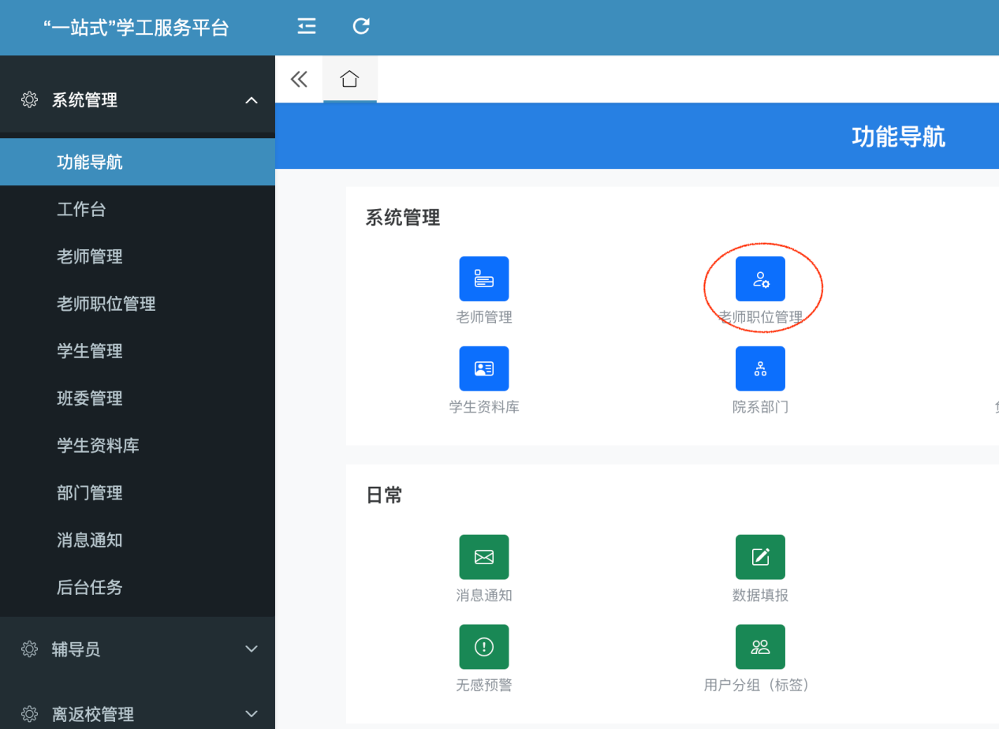 “一站式”学工服务平台
系统管理
功能导航
工作台
老师管理
老师职位管理
学生管理
班委管理
学生资料库
部门管理
消息通知
后台任务
辅导员
离返校管理
功能导航
系统管理
老师管理
老师职位管理
学生资料库
院系部门
日常
消息通知
数据填报
无感预警
用户分组（标签）